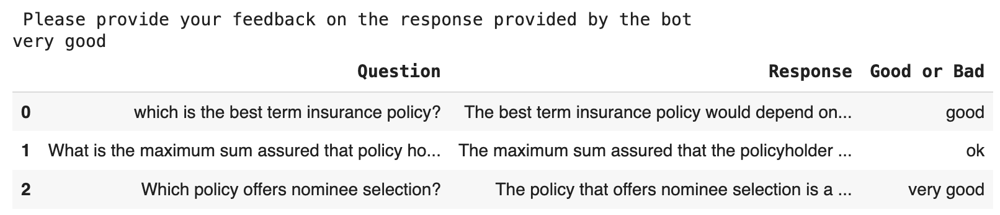 Please provide your feedback on the response provided by the bot
very good
Question Response Good or Bad
0 which is the best term insurance policy? The best term insurance policy would depend on... good
1 What is the maximum sum assured that policy ho... The maximum sum assured that the policyholder ... ok
2 Which policy offers nominee selection? The policy that offers nominee selection is a ... very good